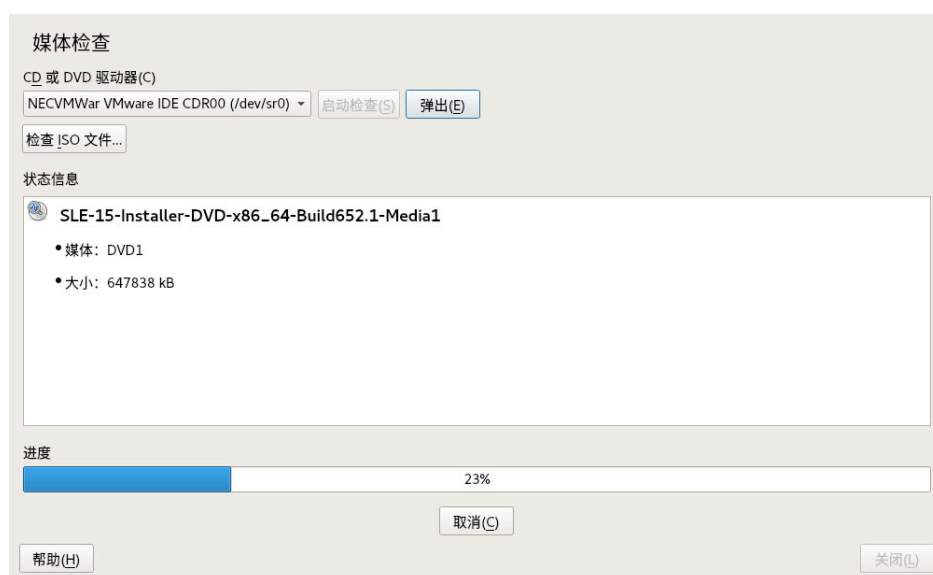 媒体检查
CD 或 DVD 驱动器(C)
NECVMWar VMware IDE CDR00 (/dev/sr0) 启动检查(S) 弹出(E)
检查 ISO 文件...
状态信息
SLE-15-Installer-DVD-x86_64-Build652.1-Media1
•媒体：DVD1
•大小：647838 kB
进度
23%
取消(C)
帮助(H) 关闭(L)